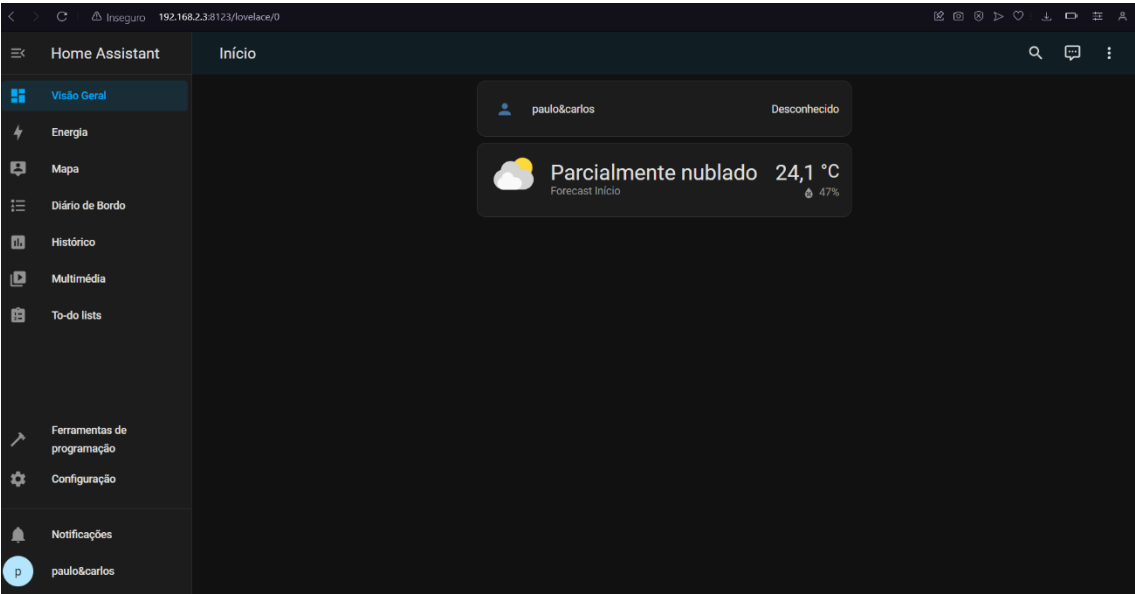 Inseguro 192.168.2.3:8123/lovelace/0
Home Assistant
Início
Visão Geral
Energia
Mapa
Diário de Bordo
Histórico
Multimédia
To-do lists
Ferramentas de
programação
Configuração
Notificações
p paulo&carlos
paulo&carlos Desconhecido
Parcialmente nublado 24,1 °C
Forecast Início 47%